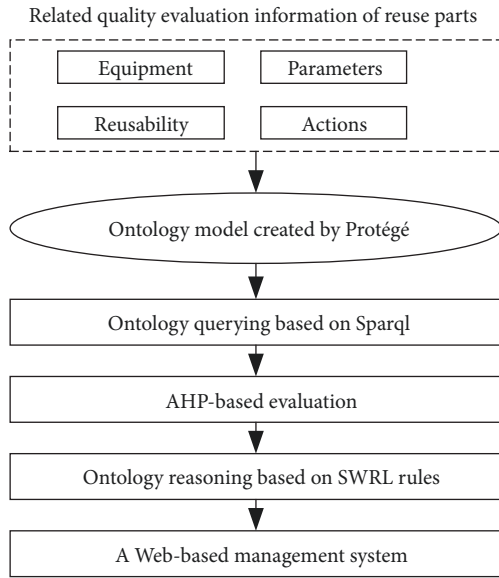 Related quality evaluation information of reuse parts
Equipment
Parameters
Reusability
Actions
Ontology model created by Protégé
Ontology querying based on Sparql
AHP-based evaluation
Ontology reasoning based on SWRL rules
A Web-based management system